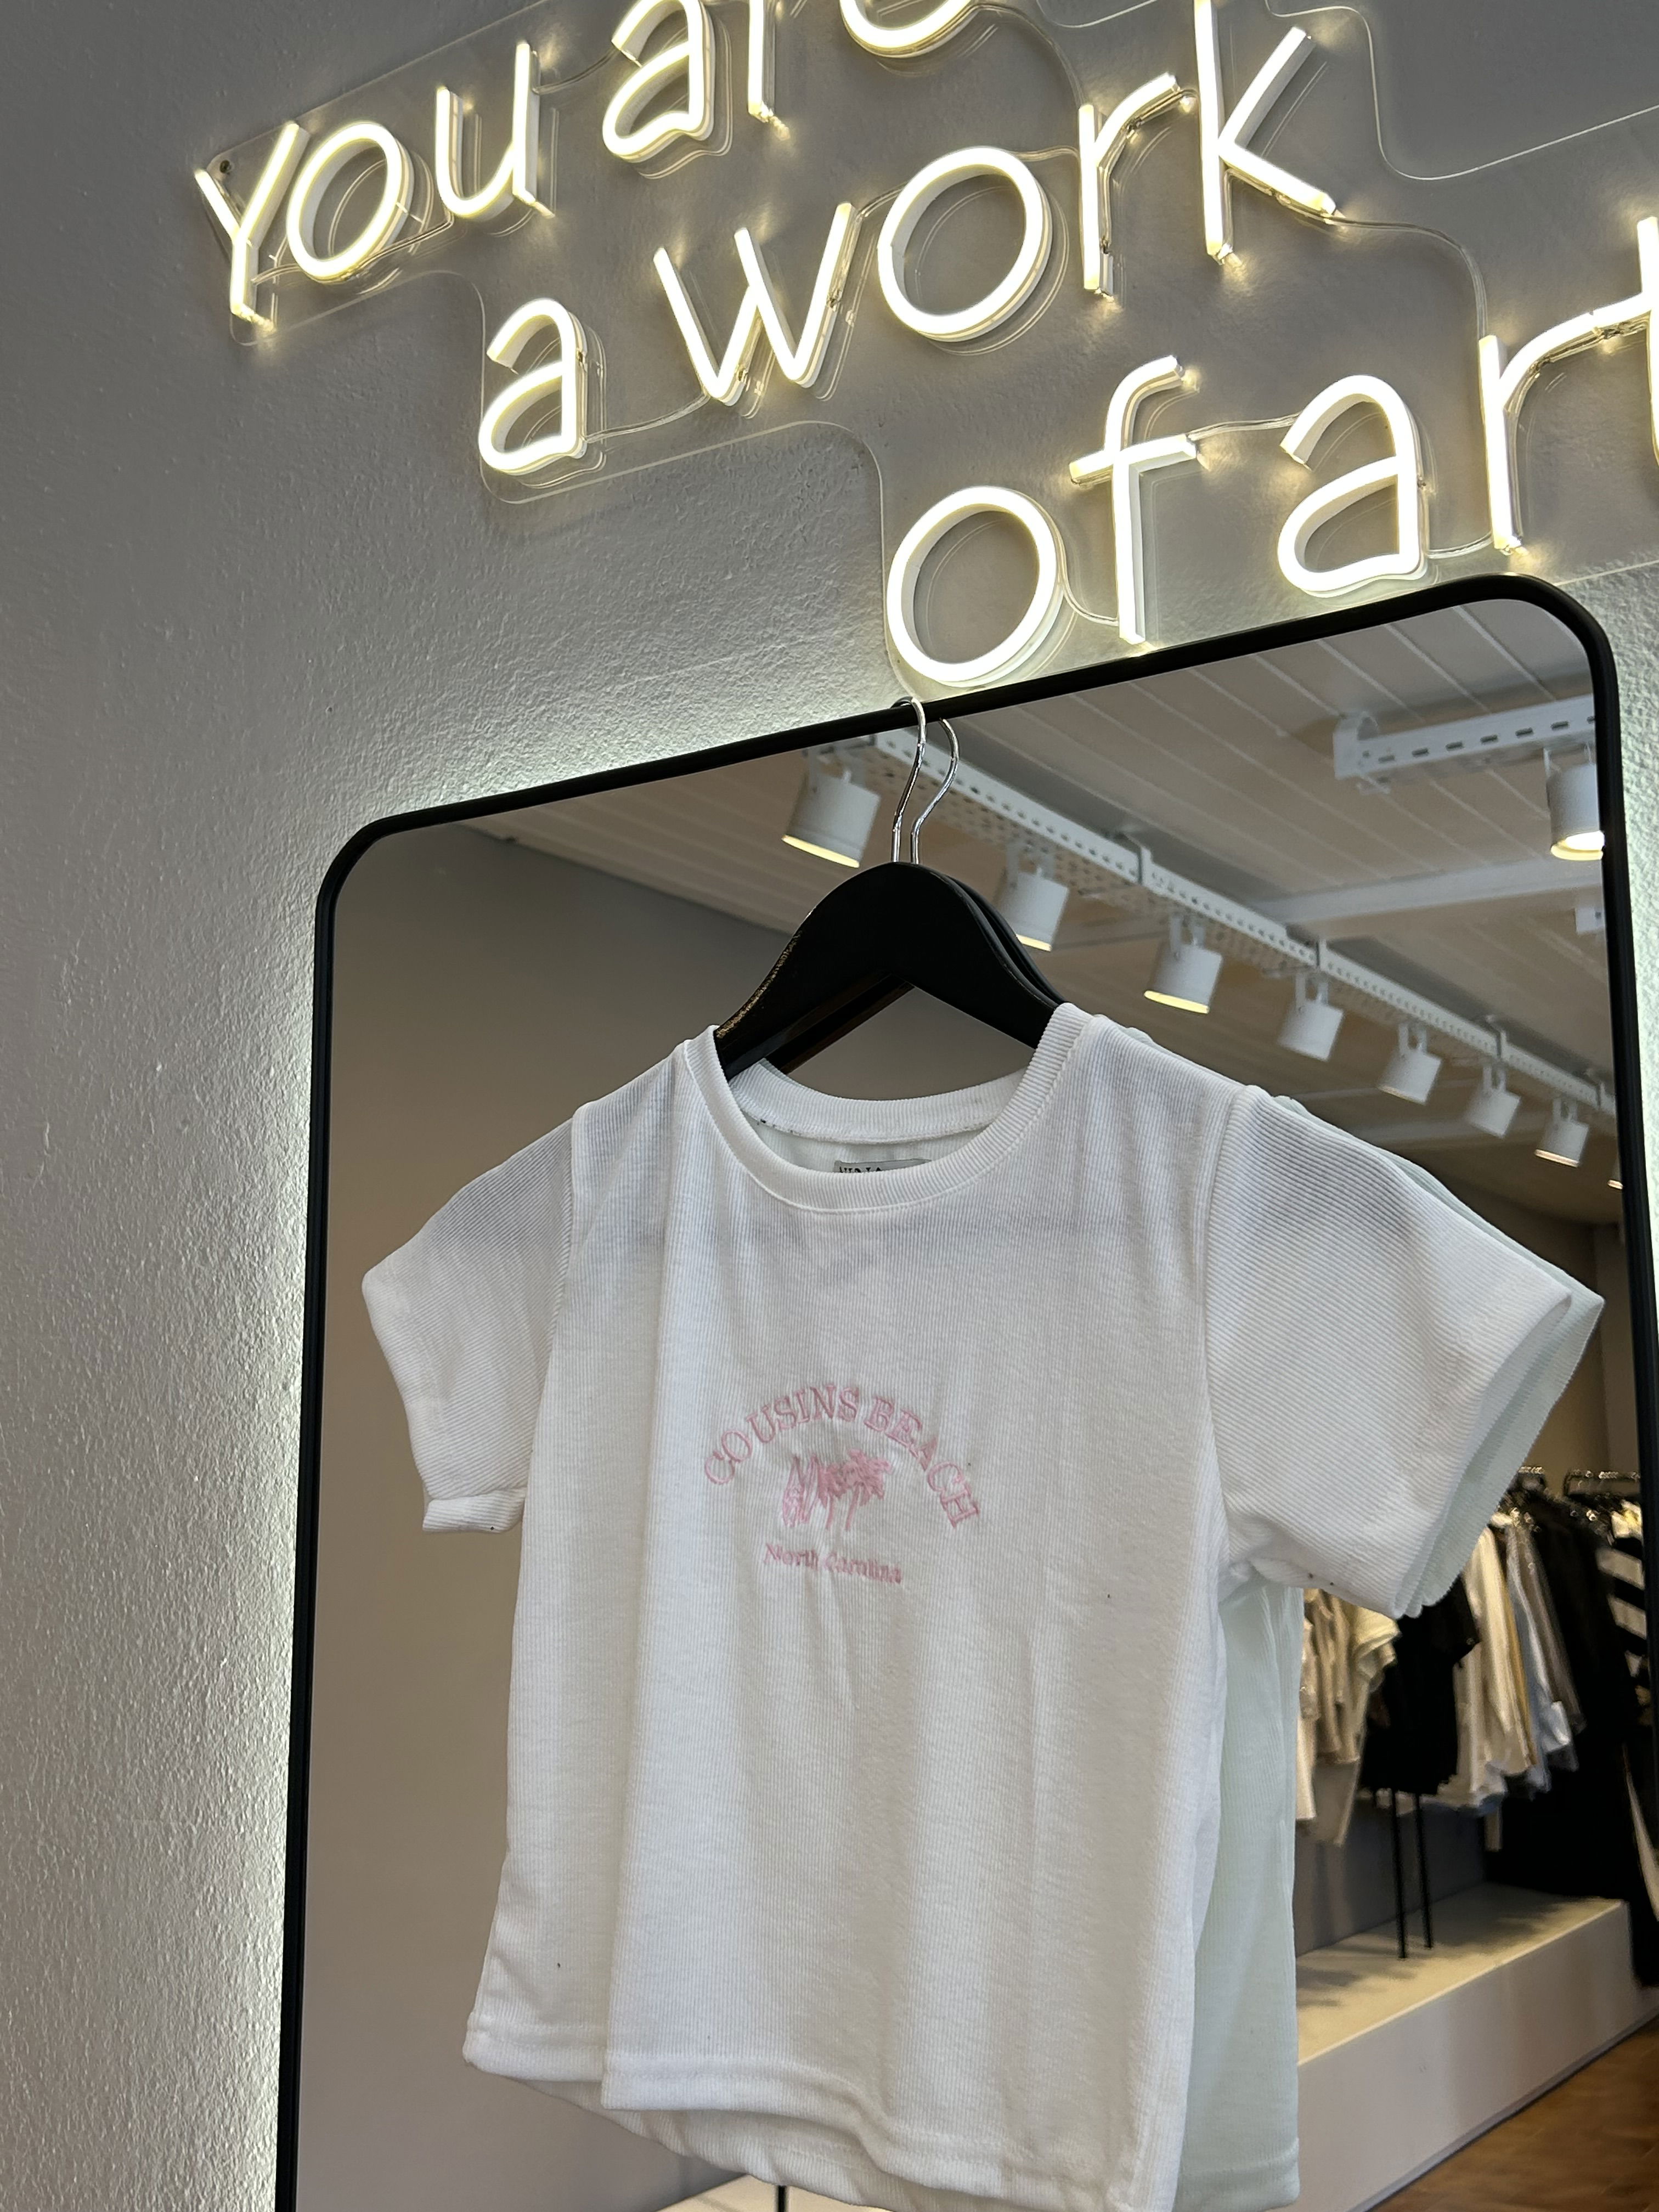 You are
a work
of art
COUSINS BEACH
North Carolina